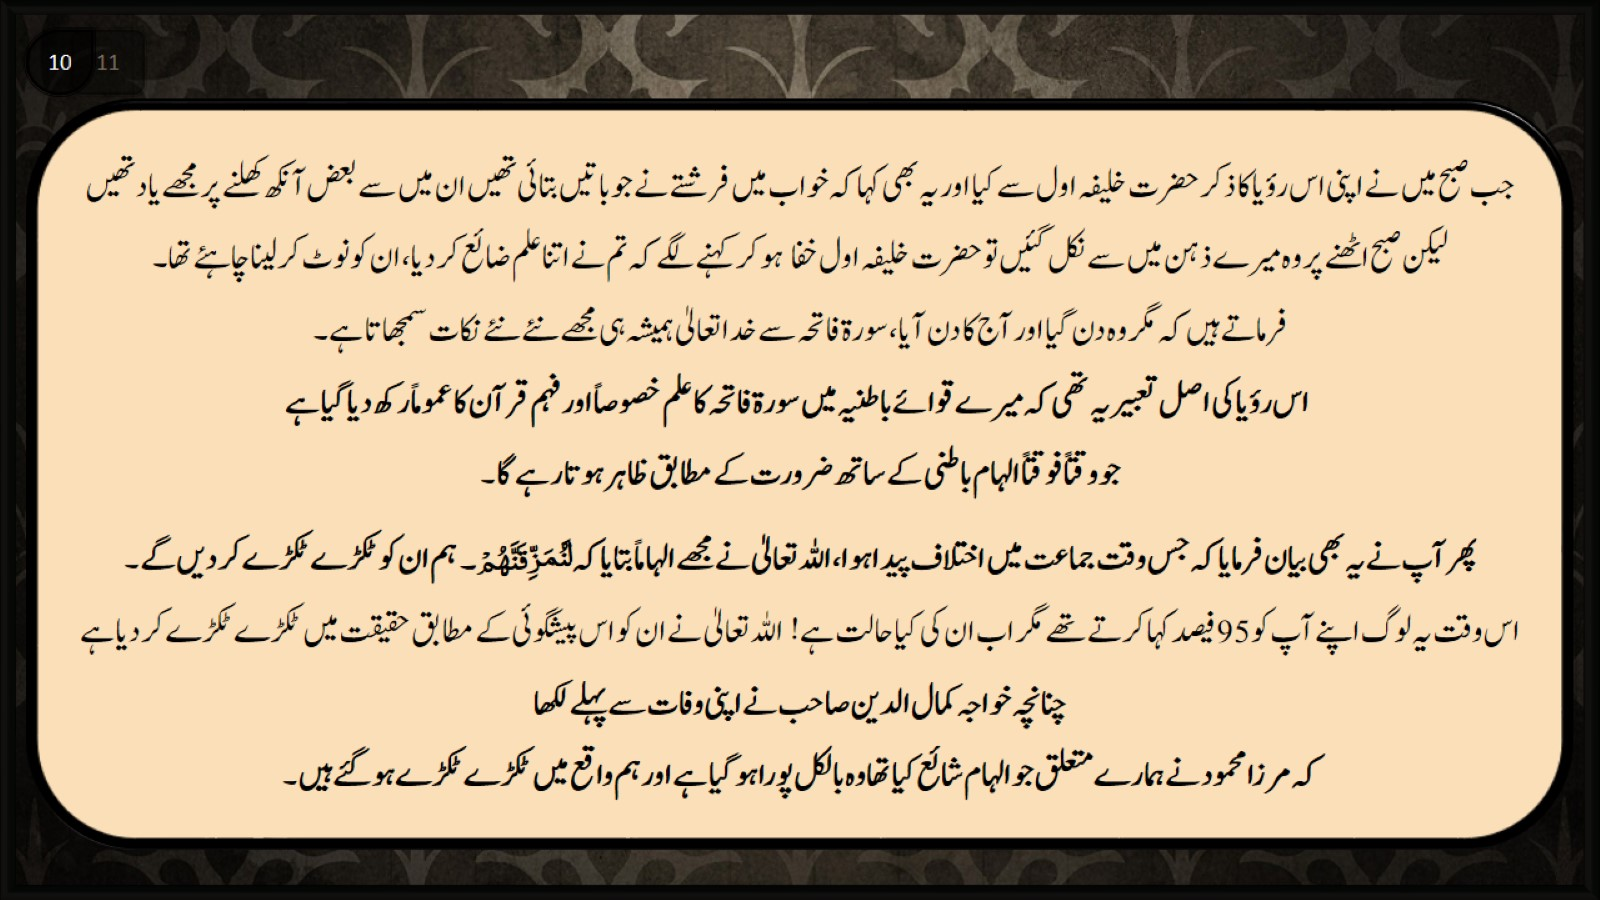 10 11
جب صبح میں نے اپنی اس رؤیا کا ذکر حضرت خلیفہ اول سے کیا اور یہ بھی کہا کہ خواب میں فرشتے نے جو باتیں بتائی تھیں ان میں سے بعض آنکھ کھلنے پر مجھے یاد تھیں
لیکن صبح اٹھنے پر وہ میرے ذہن میں سے نکل گئیں تو حضرت خلیفہ اول خفا ہو کر کہنے لگے کہ تم نے اتنا علم ضائع کر دیا، ان کو نوٹ کر لینا چاہئے تھا۔
فرماتے ہیں کہ مگر وہ دن گیا اور آج کا دن آیا، سورۃ فاتحہ سے خدا تعالیٰ ہمیشہ ہی مجھے نئے نئے نکات سمجھاتا ہے۔
اس رؤیا کی اصل تعبیر یہ تھی کہ میرے قوائے باطنیہ میں سورۃ فاتحہ کا علم خصوصاً اور فہم قرآن کا عموماً رکھ دیا گیا ہے
جو وقتاً فوقتاً الہام باطنی کے ساتھ ضرورت کے مطابق ظاہر ہوتا رہے گا۔
پھر آپ نے یہ بھی بیان فرمایا کہ جس وقت جماعت میں اختلاف پیدا ہوا، اللہ تعالیٰ نے مجھے الہاماً بتایا کہ لَنُمَزِّقَنَّهُمْ۔ ہم ان کو ٹکڑے ٹکڑے کر دیں گے۔
اس وقت یہ لوگ اپنے آپ کو 95 فیصد کہا کرتے تھے مگر اب ان کی کیا حالت ہے! اللہ تعالیٰ نے ان کو اس پیشگوئی کے مطابق حقیقت میں ٹکڑے ٹکڑے کر دیا ہے
چنانچہ خواجہ کمال الدین صاحب نے اپنی وفات سے پہلے لکھا
کہ مرزا محمود نے ہمارے متعلق جو الہام شائع کیا تھا وہ بالکل پورا ہو گیا ہے اور ہم واقع میں ٹکڑے ٹکڑے ہو گئے ہیں۔